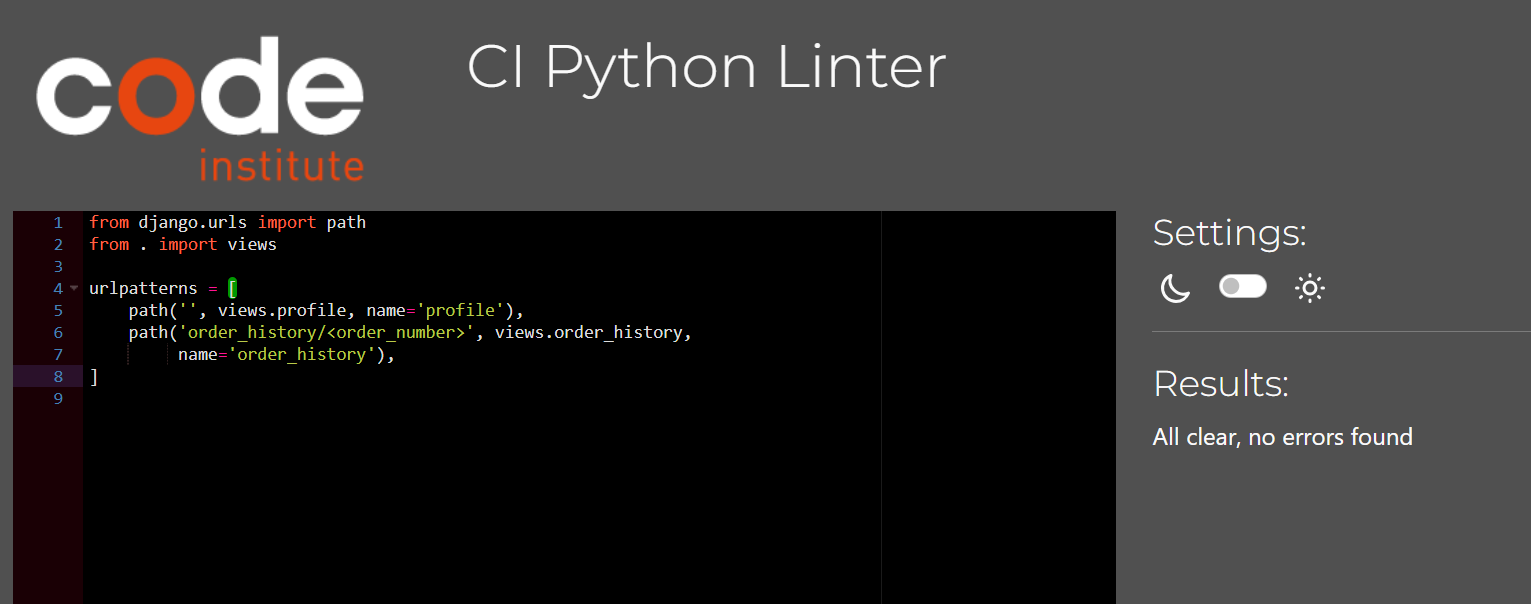 code
institute
CI Python Linter
1 from django.urls import path
2 from . import views
3
4 urlpatterns = [
5     path('', views.profile, name='profile'),
6     path('order_history/<order_number>', views.order_history,
7          name='order_history'),
8 ]
9
Settings:
Results:
All clear, no errors found